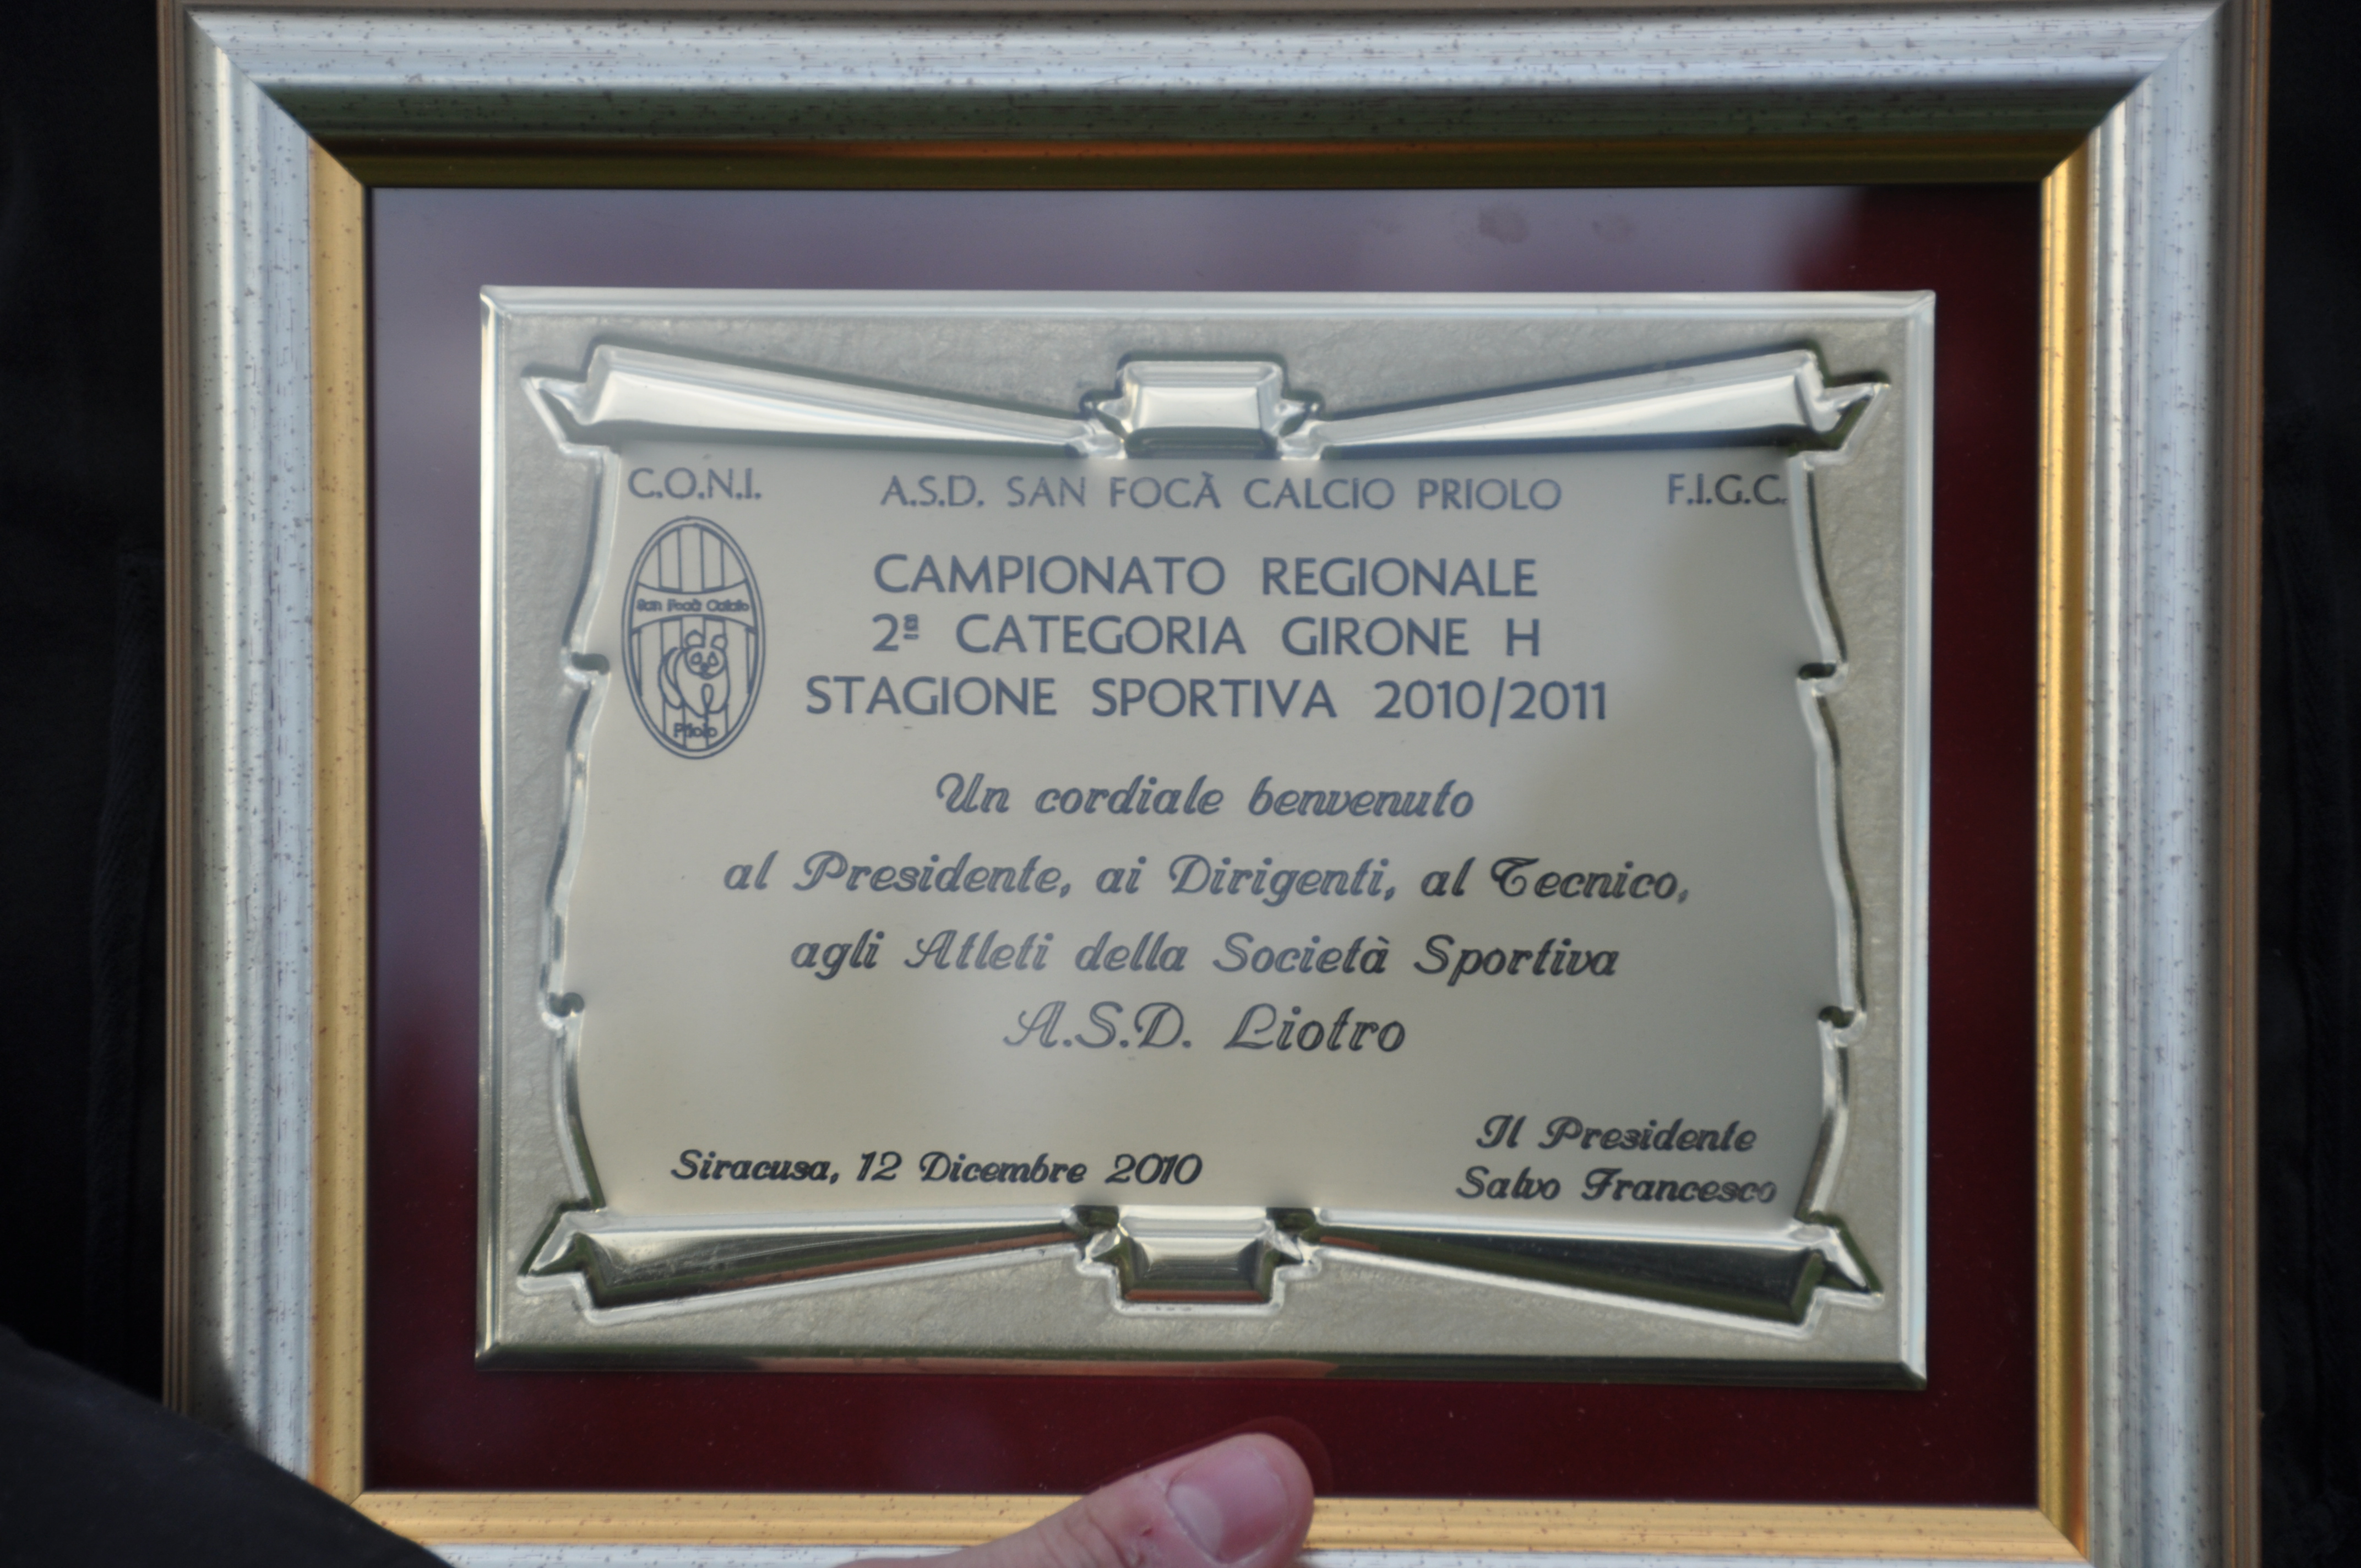 C.O.N.I. A.S.D. SAN FOCÀ CALCIO PRIOLO F.I.G.C.
San Focà Calcio
Priolo
CAMPIONATO REGIONALE
2ª CATEGORIA GIRONE H
STAGIONE SPORTIVA 2010/2011
Un cordiale benvenuto
al Presidente, ai Dirigenti, al Tecnico,
agli Atleti della Società Sportiva
A.S.D. Liotro
Siracusa, 12 Dicembre 2010
Il Presidente
Salvo Francesco